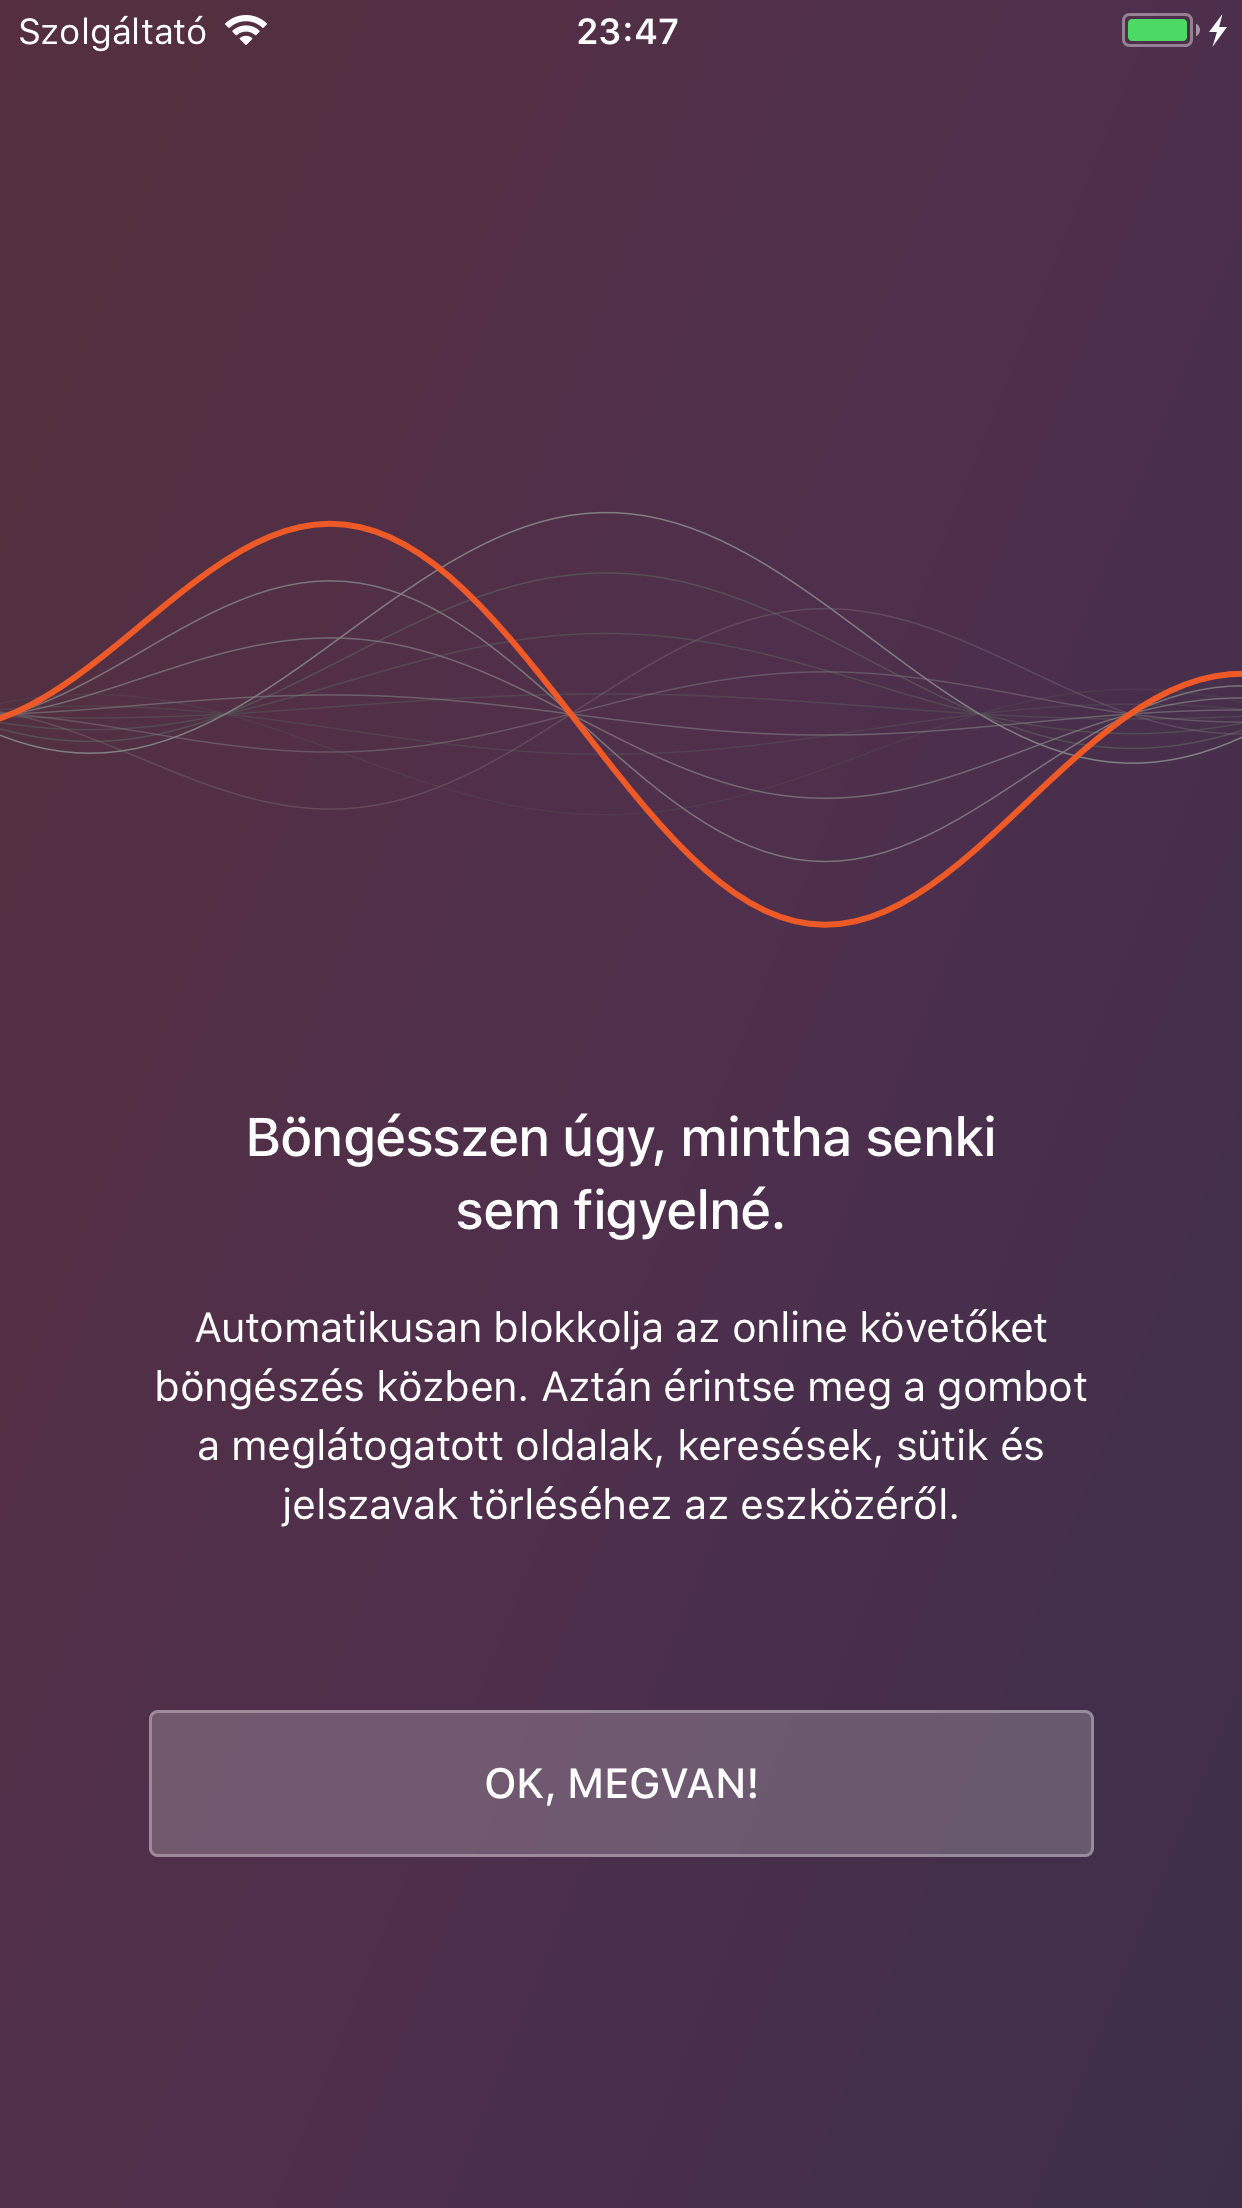 Szolgáltató
23:47
Böngésszen úgy, mintha senki
sem figyelné.
Automatikusan blokkolja az online követőket
böngészés közben. Aztán érintse meg a gombot
a meglátogatott oldalak, keresések, sütik és
jelszavak törléséhez az eszközéről.
OK, MEGVAN!